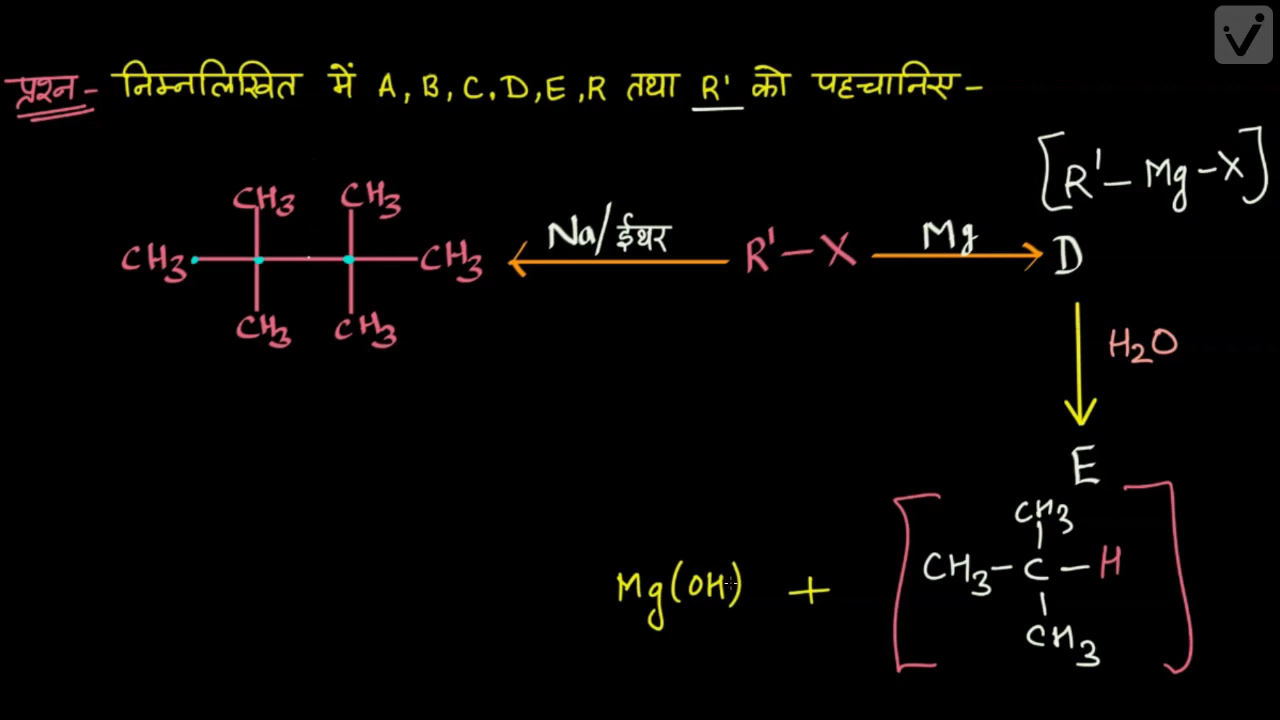 प्रश्न- निम्नलिखित में A, B, C, D, E, R तथा R' को पहचानिए-
[R'-Mg-X]
CH3 CH3
CH3 CH3 Na/ईथर R'-X Mg D
CH3 CH3
H2O
E
CH3
Mg(OH) + [CH3-C-H]
CH3